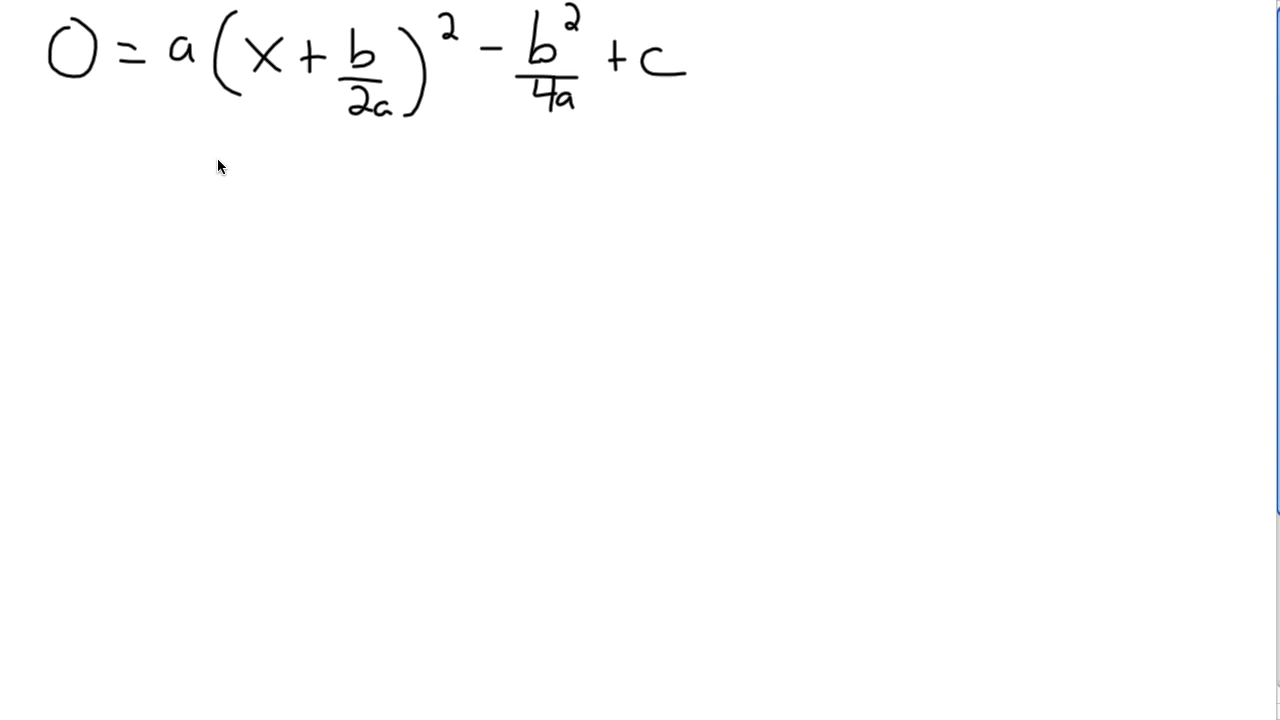 0 = a(x + b/2a)² - b²/4a + c